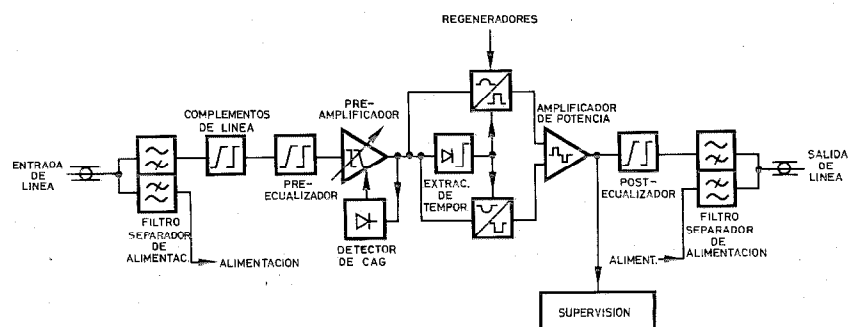 REGENERADORES
COMPLEMENTOS
DE LINEA
PRE-
AMPLIFICADOR
AMPLIFICADOR
DE POTENCIA
ENTRADA
DE
LINEA
SALIDA
DE
LINEA
PRE-
ECUALIZADOR
EXTRAC.
DE
TEMPOR.
POST-
ECUALIZADOR
FILTRO
SEPARADOR
DE
ALIMENTAC.
ALIMENTACION
DETECTOR
DE CAG
ALIMENT.
FILTRO
SEPARADOR
DE
ALIMENTACION
SUPERVISION